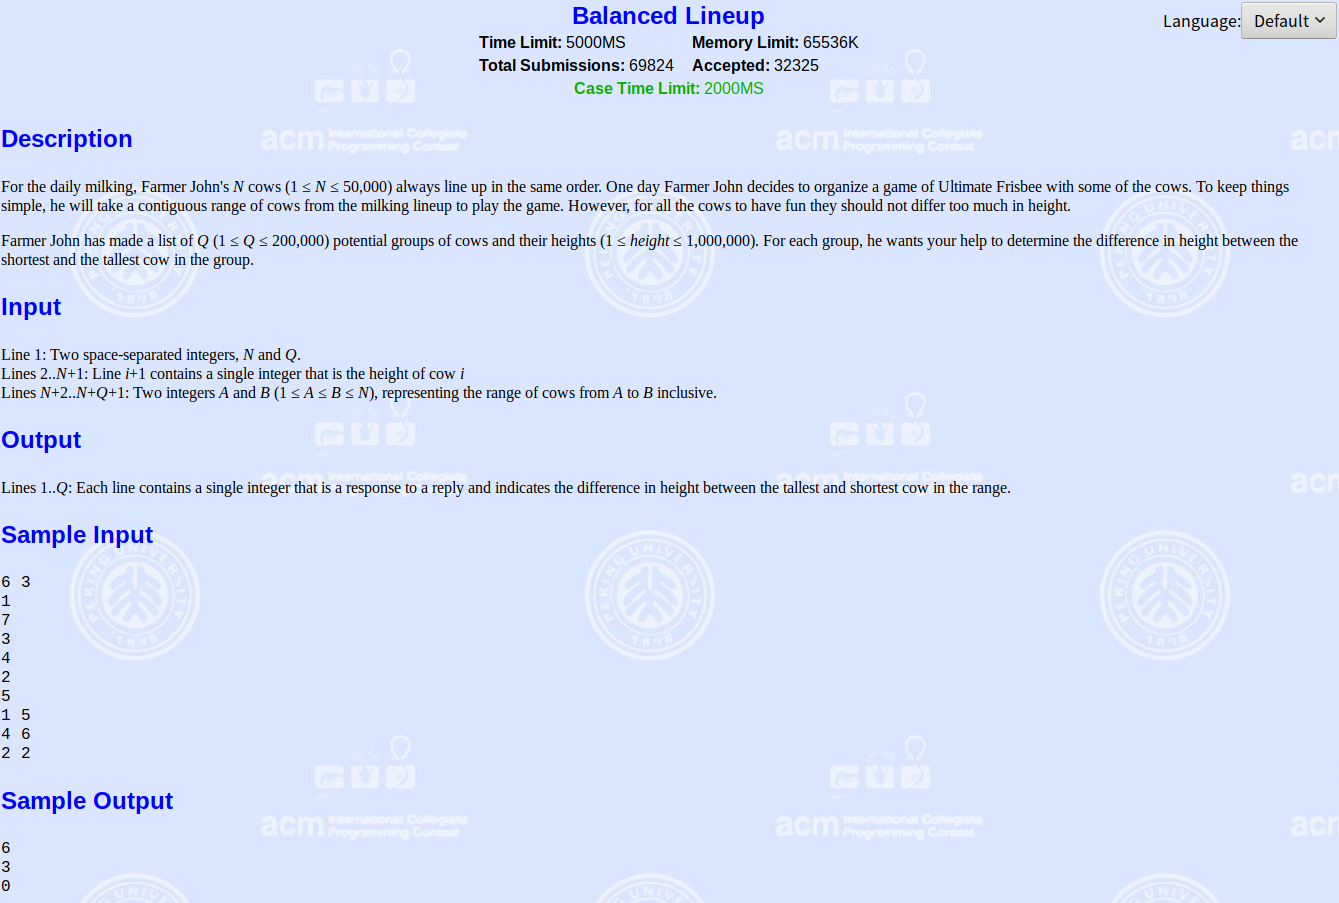 Balanced Lineup
Language: Default
Time Limit: 5000MS Memory Limit: 65536K
Total Submissions: 69824 Accepted: 32325
Case Time Limit: 2000MS
acm International Collegiate Programming Contest
Description
For the daily milking, Farmer John's N cows (1 ≤ N ≤ 50,000) always line up in the same order. One day Farmer John decides to organize a game of Ultimate Frisbee with some of the cows. To keep things
simple, he will take a contiguous range of cows from the milking lineup to play the game. However, for all the cows to have fun they should not differ too much in height.
Farmer John has made a list of Q (1 ≤ Q ≤ 200,000) potential groups of cows and their heights (1 ≤ height ≤ 1,000,000). For each group, he wants your help to determine the difference in height between the
shortest and the tallest cow in the group.
Input
Line 1: Two space-separated integers, N and Q.
Lines 2..N+1: Line i+1 contains a single integer that is the height of cow i
Lines N+2..N+Q+1: Two integers A and B (1 ≤ A ≤ B ≤ N), representing the range of cows from A to B inclusive.
Output
Lines 1..Q: Each line contains a single integer that is a response to a reply and indicates the difference in height between the tallest and shortest cow in the range.
Sample Input
6 3
1
7
3
4
2
5
1 5
4 6
2 2
PEKING UNIVERSITY
1898
Sample Output
6
3
0